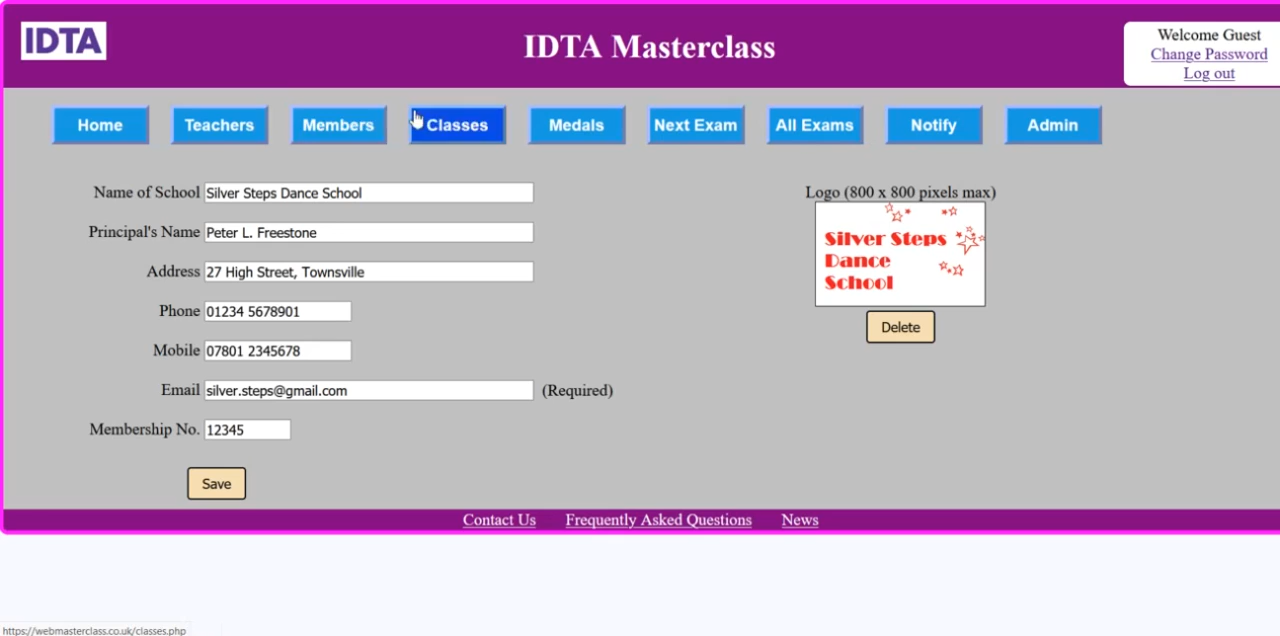 IDTA
IDTA Masterclass
Welcome Guest
Change Password
Log out
Home Teachers Members Classes Medals Next Exam All Exams Notify Admin
Name of School Silver Steps Dance School
Principal's Name Peter L. Freestone
Address 27 High Street, Townsville
Phone 01234 5678901
Mobile 07801 2345678
Email silver.steps@gmail.com (Required)
Membership No. 12345
Save
Logo (800 x 800 pixels max)
Silver Steps
Dance
School
Delete
Contact Us Frequently Asked Questions News
https://webmasterclass.co.uk/classes.php